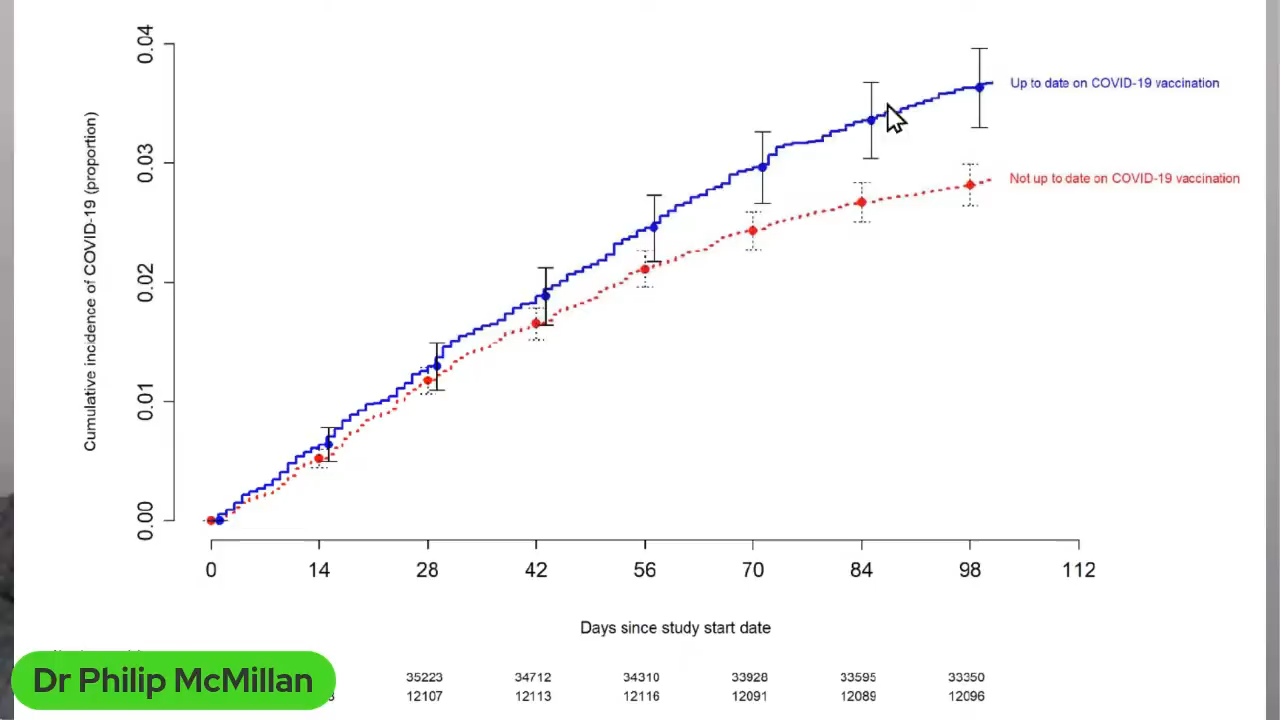 0.04
0.03
0.02
0.01
0.00
Cumulative incidence of COVID-19 (proportion)
Up to date on COVID-19 vaccination
Not up to date on COVID-19 vaccination
0 14 28 42 56 70 84 98 112
Days since study start date
Dr Philip McMillan
35223 34712 34310 33928 33595 33350
12107 12113 12116 12091 12089 12096